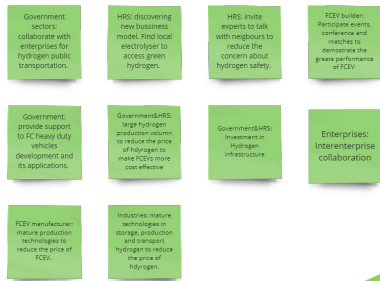 Government
sectors:
collaborate with
enterprises for
hydrogen public
transportation.
HRS: discovering
new bussiness
model. Find local
electrolyser to
access green
hydrogen.
HRS: invite
experts to talk
with neigbours to
reduce the
concern about
hydrogen safety.
FCEV builder:
Participate events,
conference and
matches to
demostrate the
greate performance
of FCEV
Government:
provide support
to FC heavy duty
vehicles
development and
its applications.
Government&HRS:
large hydrogen
production volumn
to reduce the price
of hdyrogen to
make FCEVs more
cost effective
Government&HRS:
Investment in
Hydrogen
infrastructure
Enterprises:
Interenterprise
collaboration
FCEV manufacturer:
mature production
technologies to
reduce the price of
FCEV.
Industries: mature
technologies in
storage, production
and transport
hydrogen to reduce
the price of
hdyrogen.